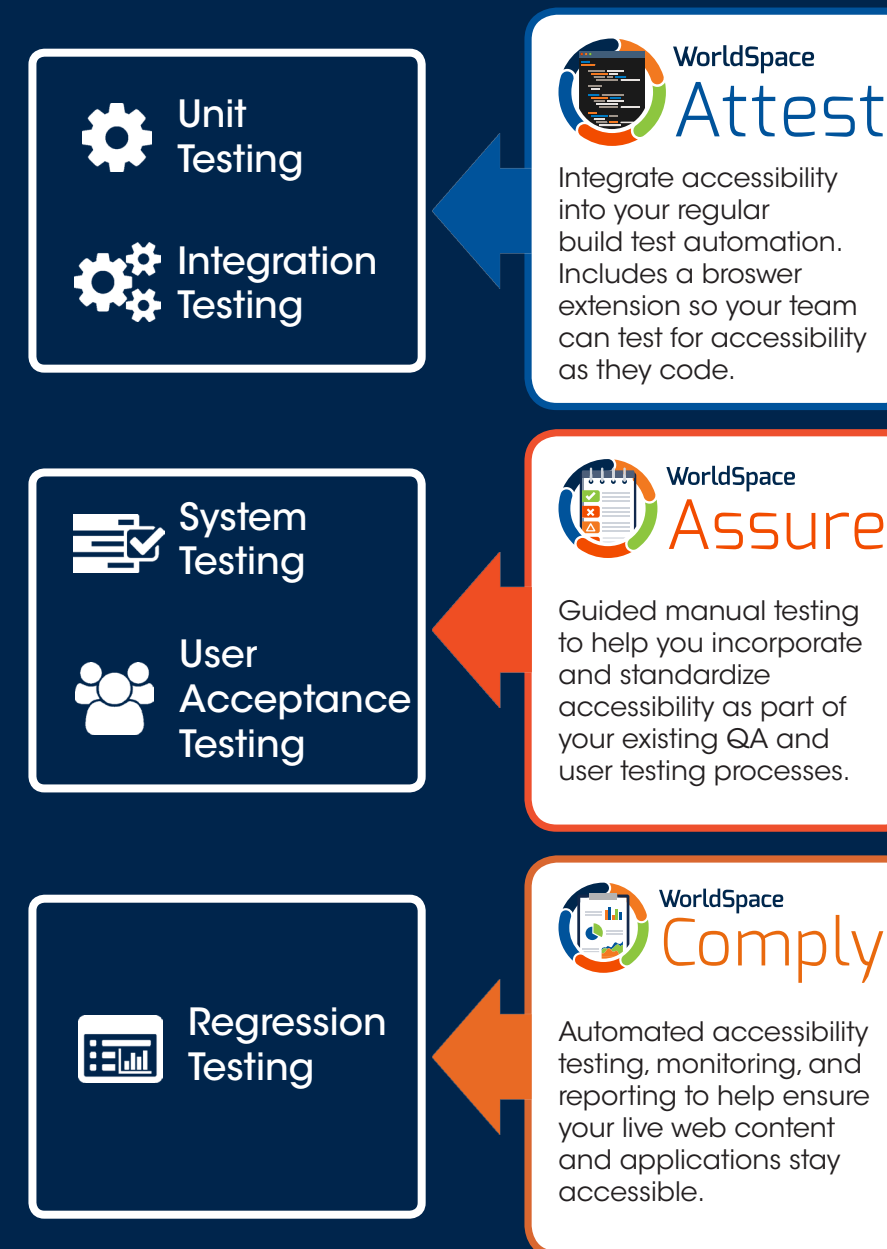 Unit
Testing
Integration
Testing
WorldSpace
Attest
Integrate accessibility
into your regular
build test automation.
Includes a broswer
extension so your team
can test for accessibility
as they code.
System
Testing
User
Acceptance
Testing
WorldSpace
Assure
Guided manual testing
to help you incorporate
and standardize
accessibility as part of
your existing QA and
user testing processes.
Regression
Testing
WorldSpace
Comply
Automated accessibility
testing, monitoring, and
reporting to help ensure
your live web content
and applications stay
accessible.